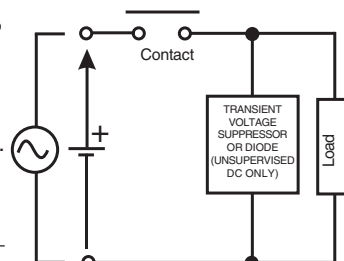 Contact
+
TRANSIENT
VOLTAGE
SUPPRESSOR
OR DIODE
(UNSUPERVISED
DC ONLY)
Load